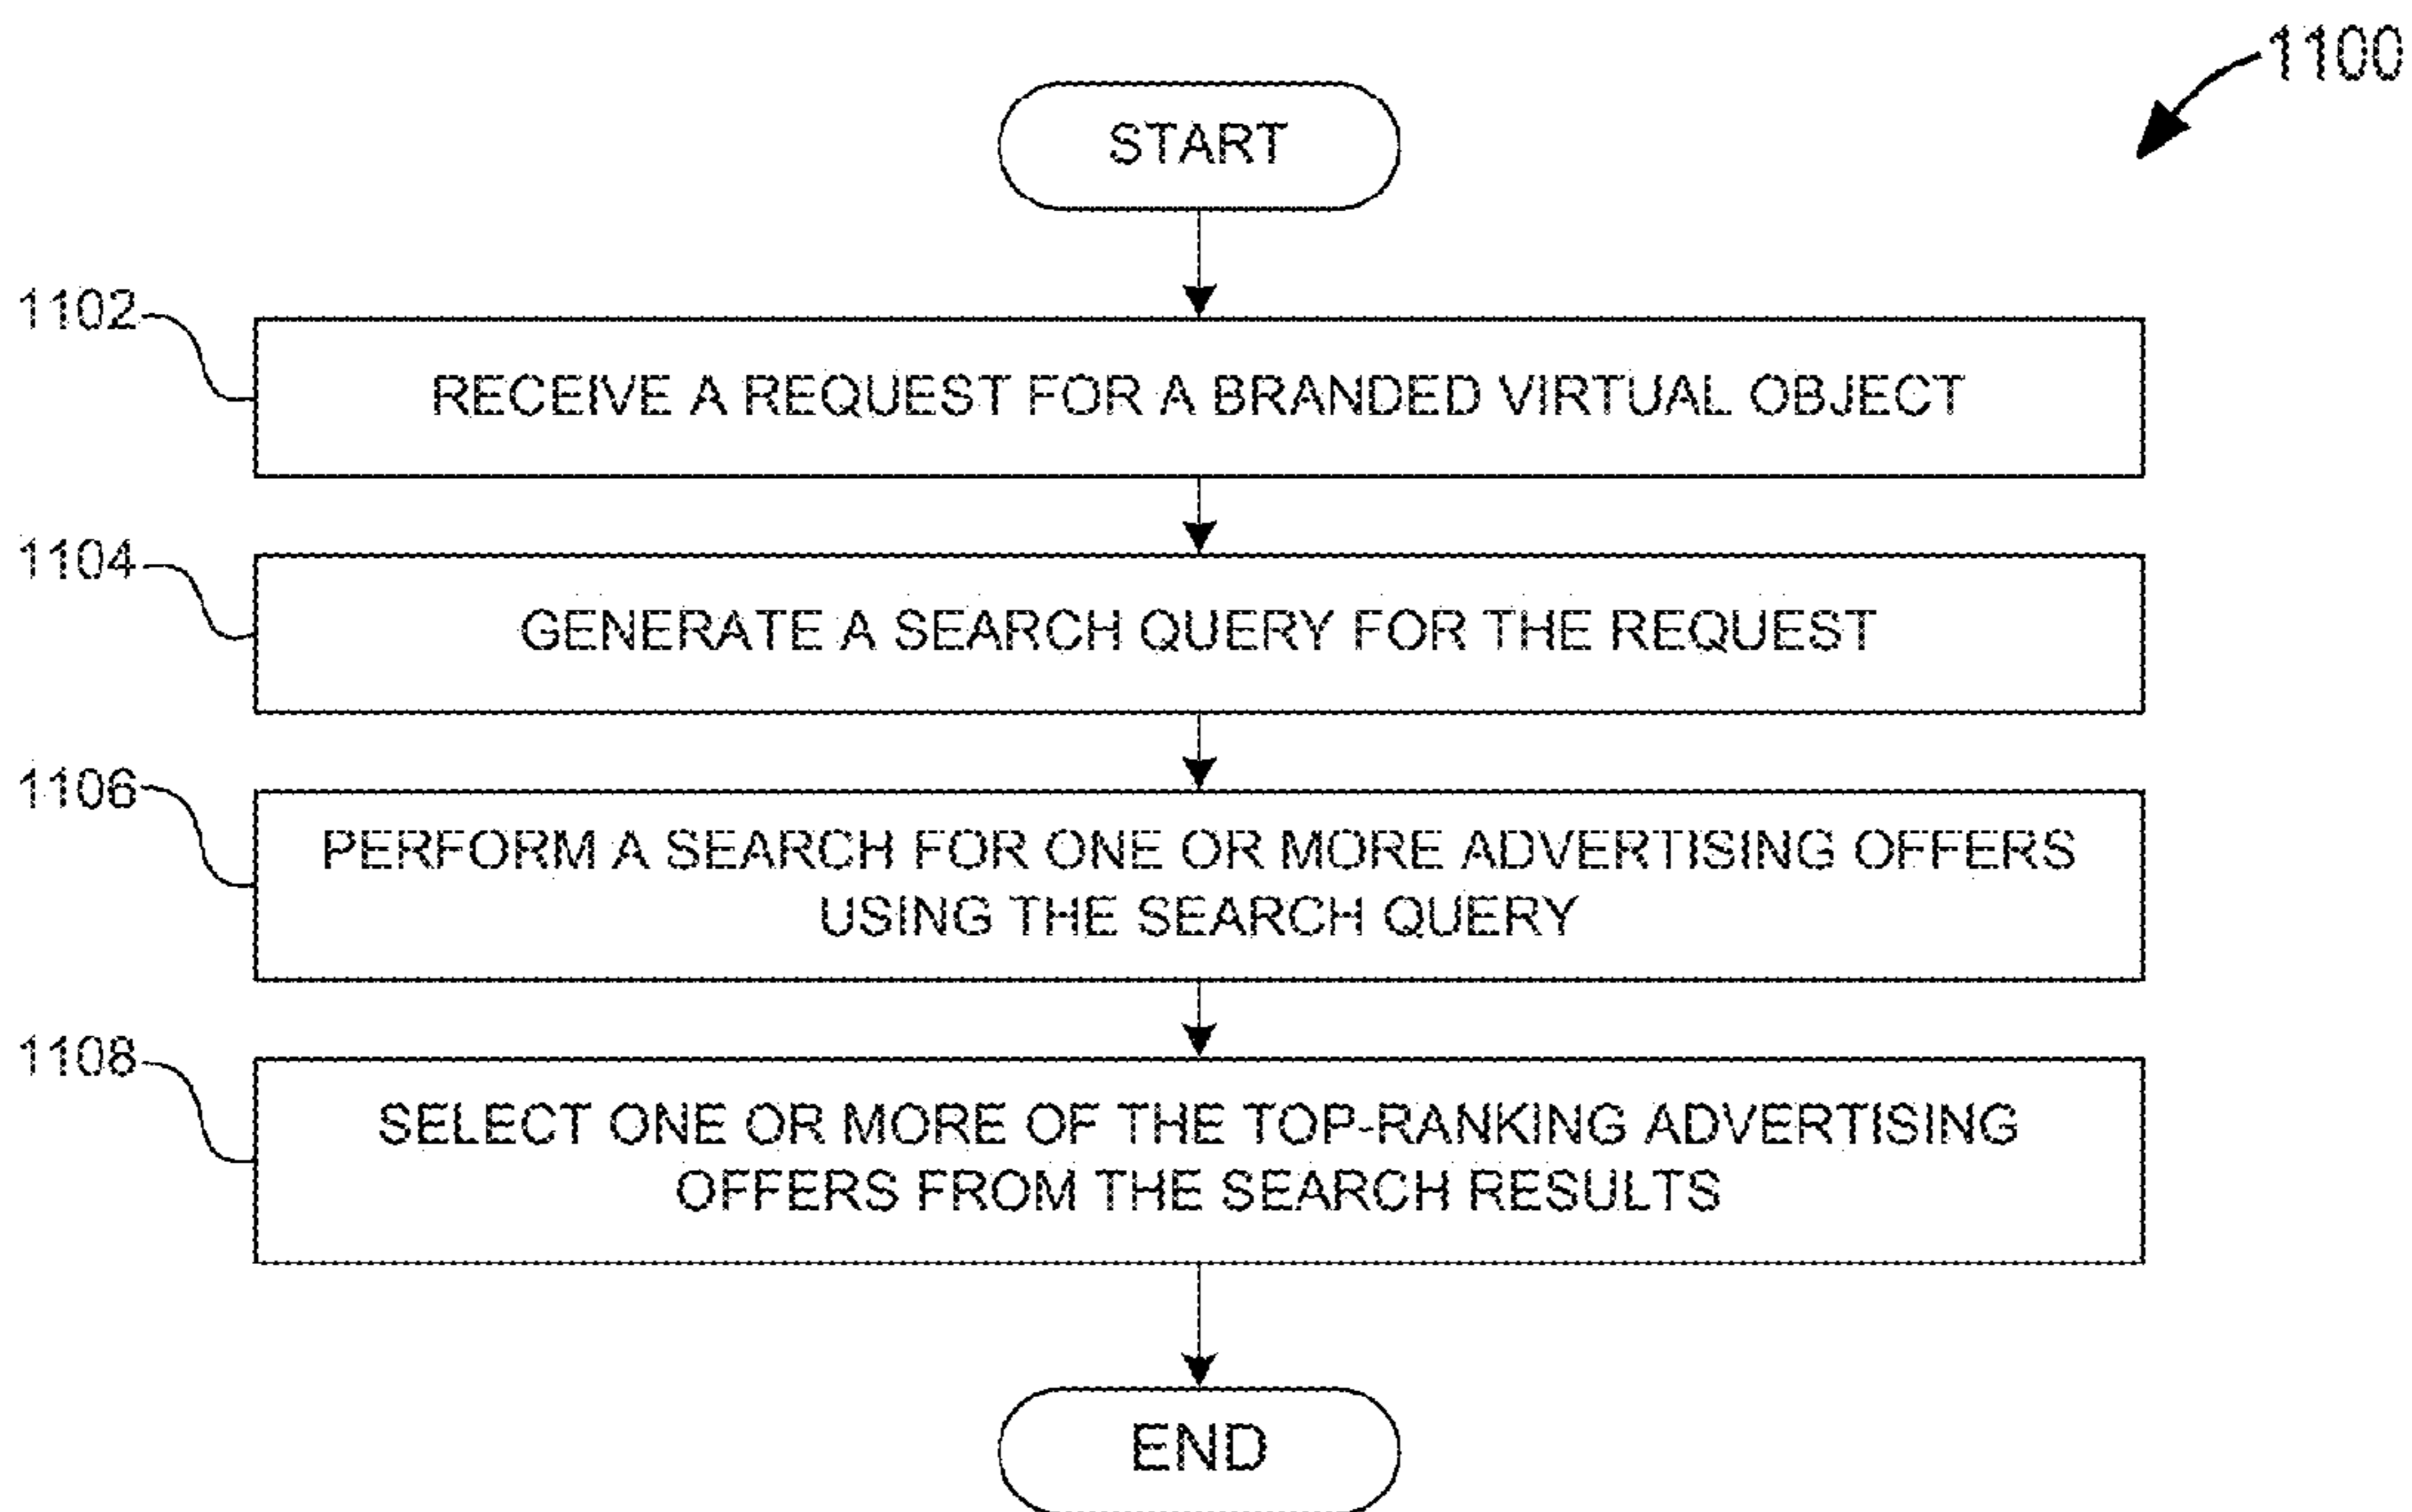 1100
START
1102
RECEIVE A REQUEST FOR A BRANDED VIRTUAL OBJECT
1104
GENERATE A SEARCH QUERY FOR THE REQUEST
1106
PERFORM A SEARCH FOR ONE OR MORE ADVERTISING OFFERS
USING THE SEARCH QUERY
1108
SELECT ONE OR MORE OF THE TOP-RANKING ADVERTISING
OFFERS FROM THE SEARCH RESULTS
END